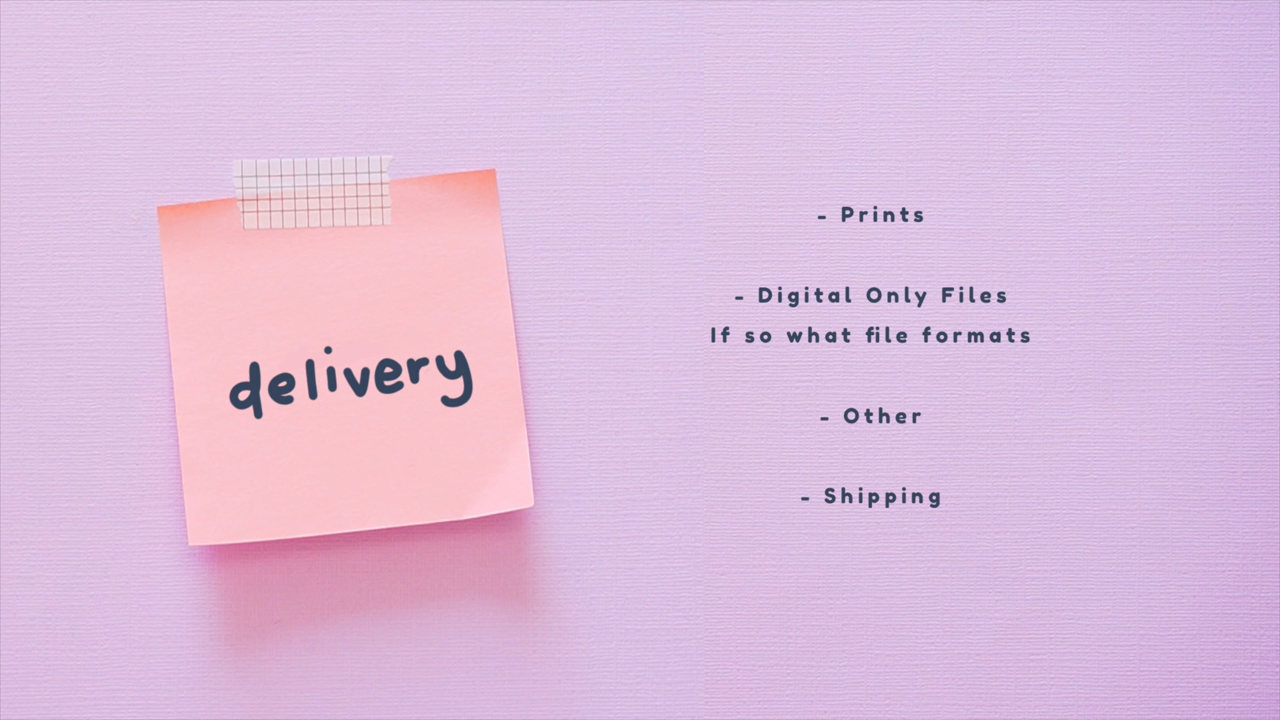 delivery
- Prints
- Digital Only Files
If so what file formats
- Other
- Shipping